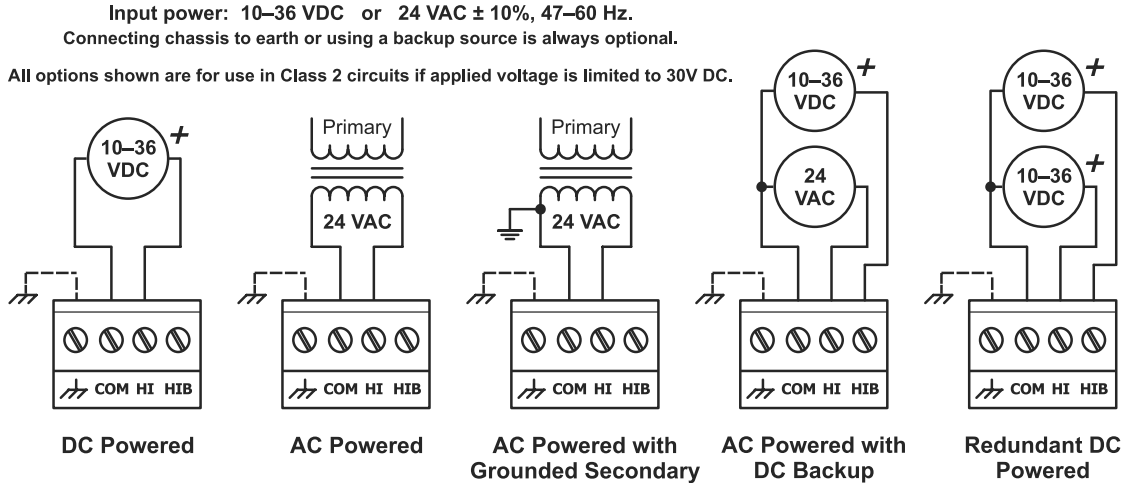 Input power: 10–36 VDC or 24 VAC ± 10%, 47–60 Hz.
Connecting chassis to earth or using a backup source is always optional.
All options shown are for use in Class 2 circuits if applied voltage is limited to 30V DC.
10–36
VDC
+
COM HI HIB
DC Powered
Primary
24 VAC
COM HI HIB
AC Powered
Primary
24 VAC
COM HI HIB
AC Powered with
Grounded Secondary
10–36
VDC
+
24
VAC
COM HI HIB
AC Powered with
DC Backup
10–36
VDC
+
10–36
VDC
+
COM HI HIB
Redundant DC
Powered